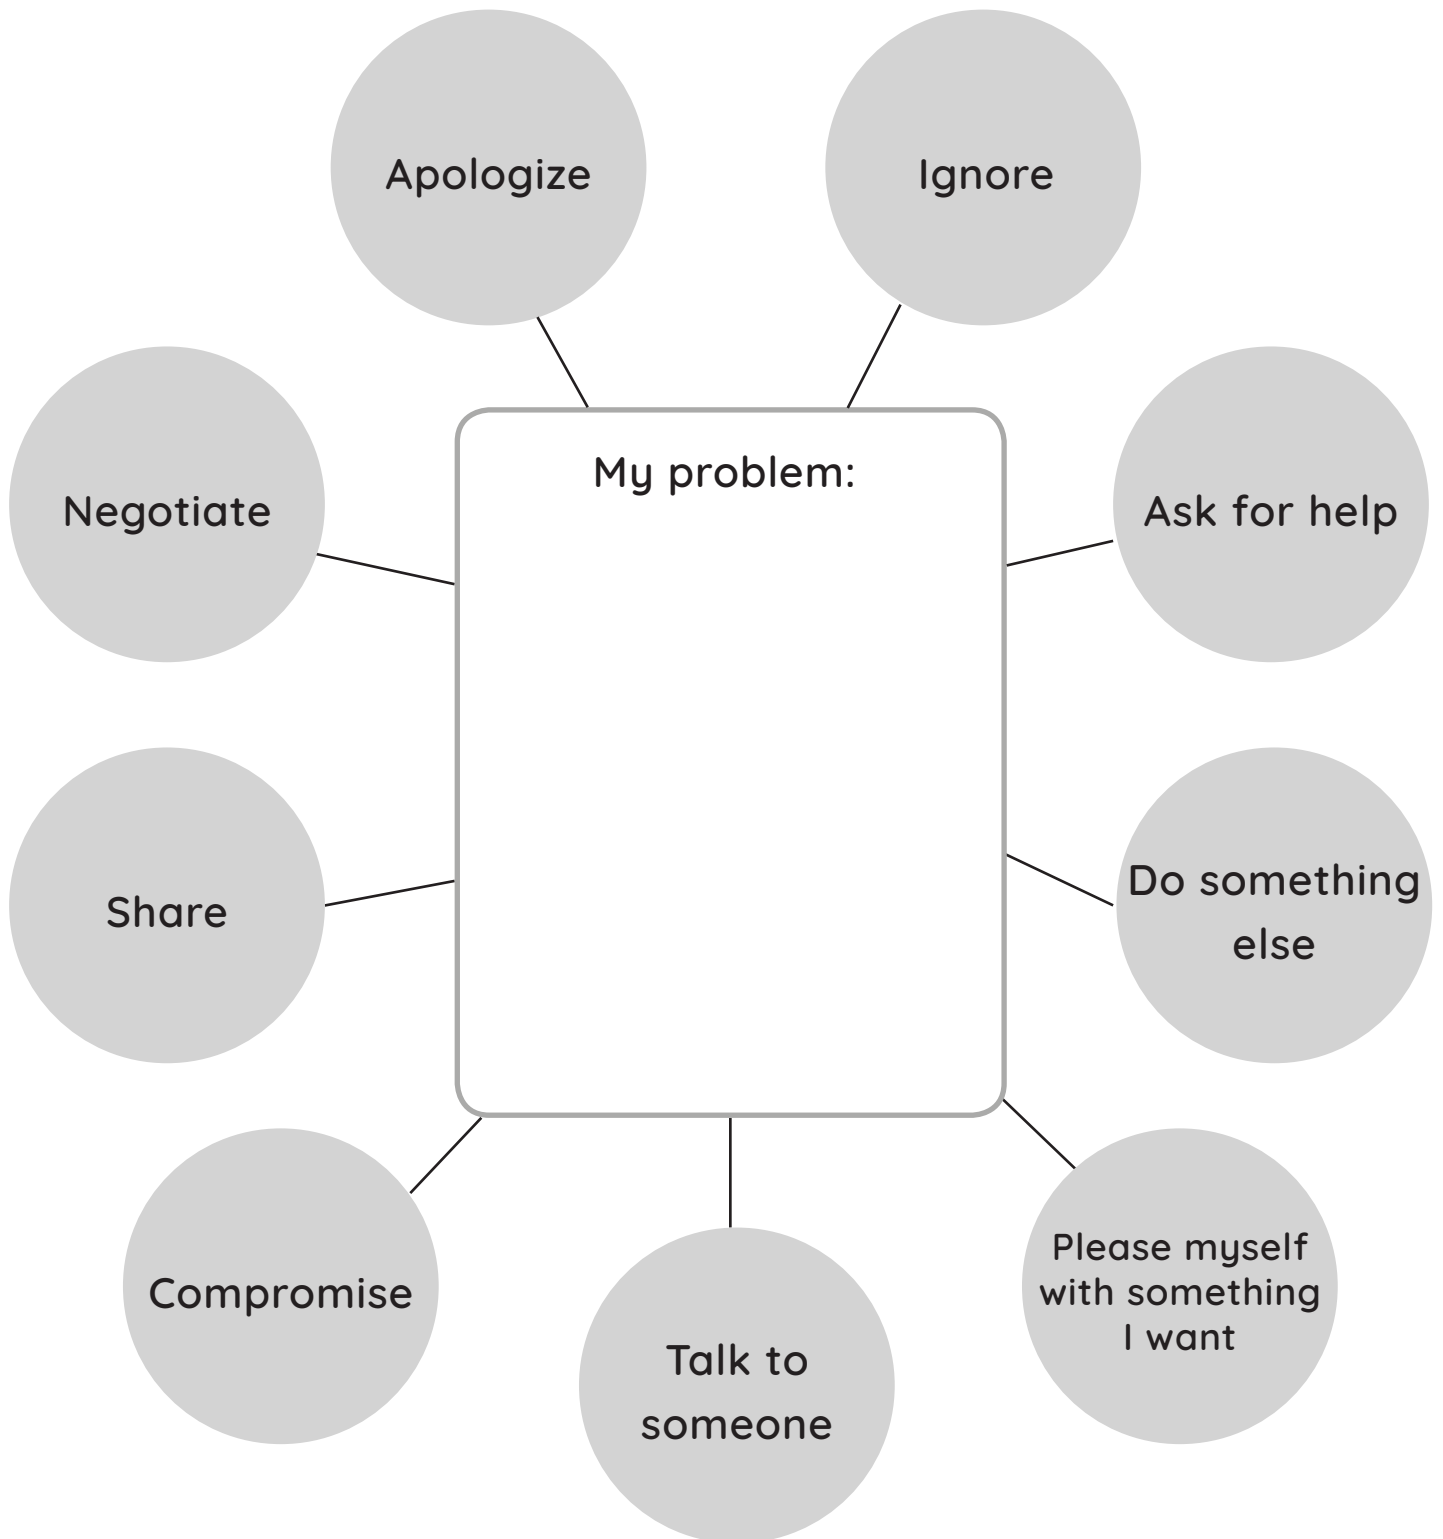 Apologize
Ignore
My problem:
Negotiate
Ask for help
Share
Do something
else
Compromise
Please myself
with something
I want
Talk to
someone